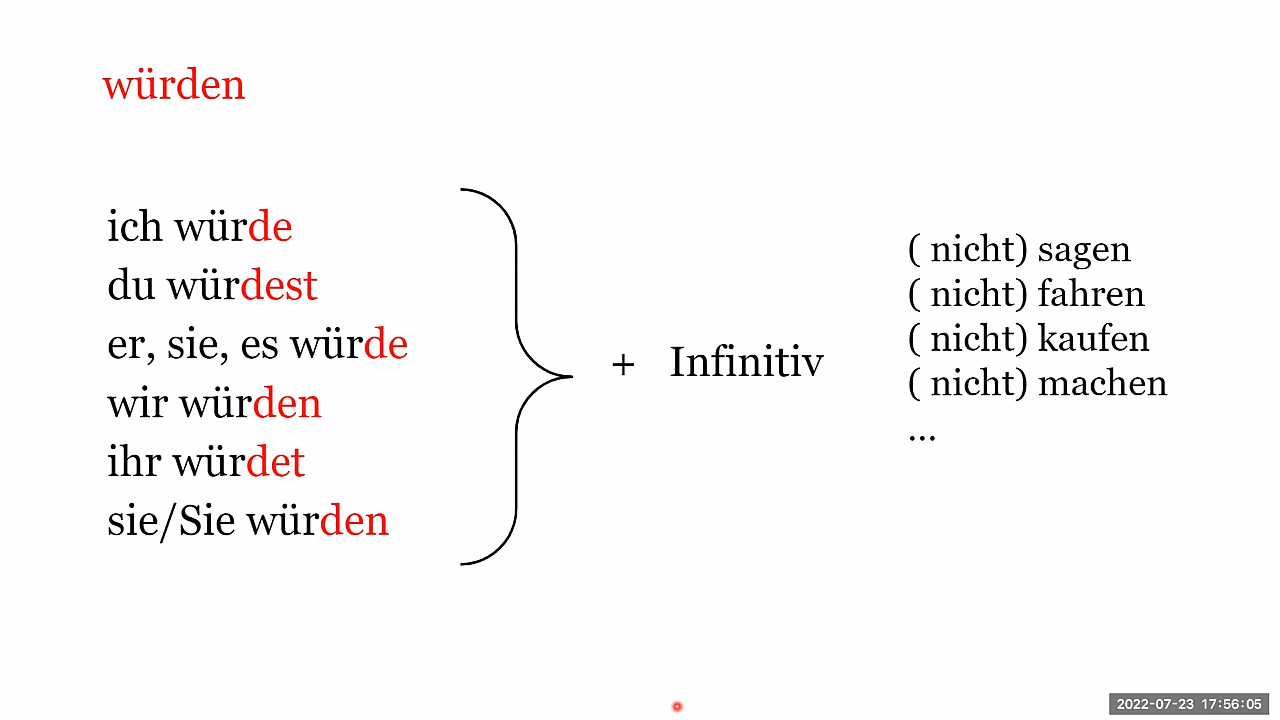 würden
ich würde
du würdest
er, sie, es würde
wir würden
ihr würdet
sie/Sie würden
+ Infinitiv
( nicht) sagen
( nicht) fahren
( nicht) kaufen
( nicht) machen
...
2022-07-23 17:56:05